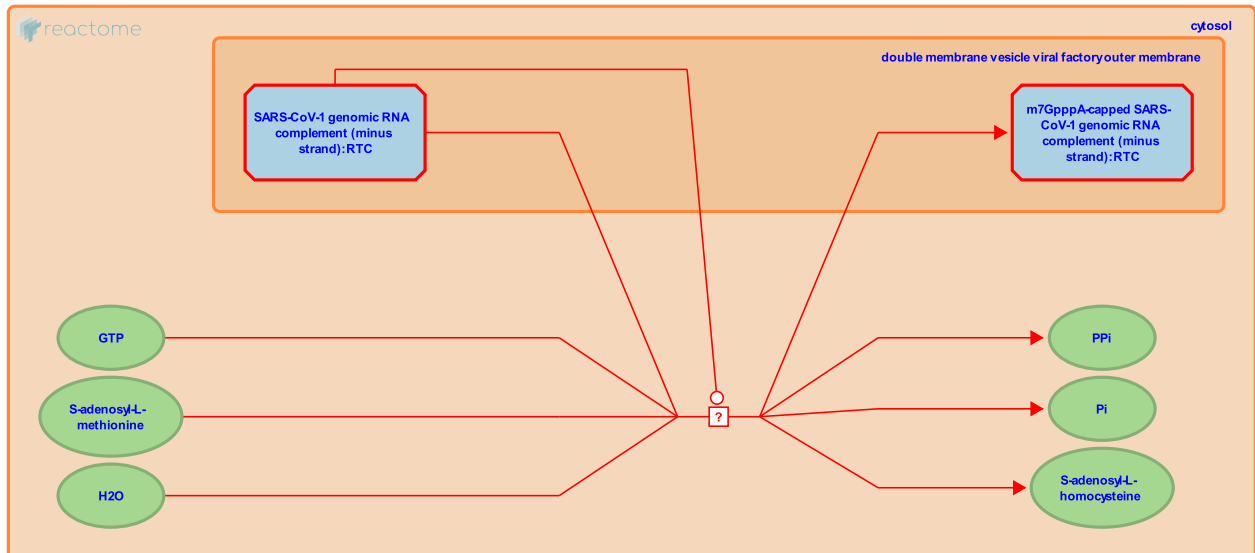 reactome
cytosol
double membrane vesicle viral factory outer membrane
SARS-CoV-1 genomic RNA
complement (minus
strand):RTC
m7GpppA-capped SARS-
CoV-1 genomic RNA
complement (minus
strand):RTC
GTP
PPi
S-adenosyl-L-
methionine
?
Pi
H2O
S-adenosyl-L-
homocysteine